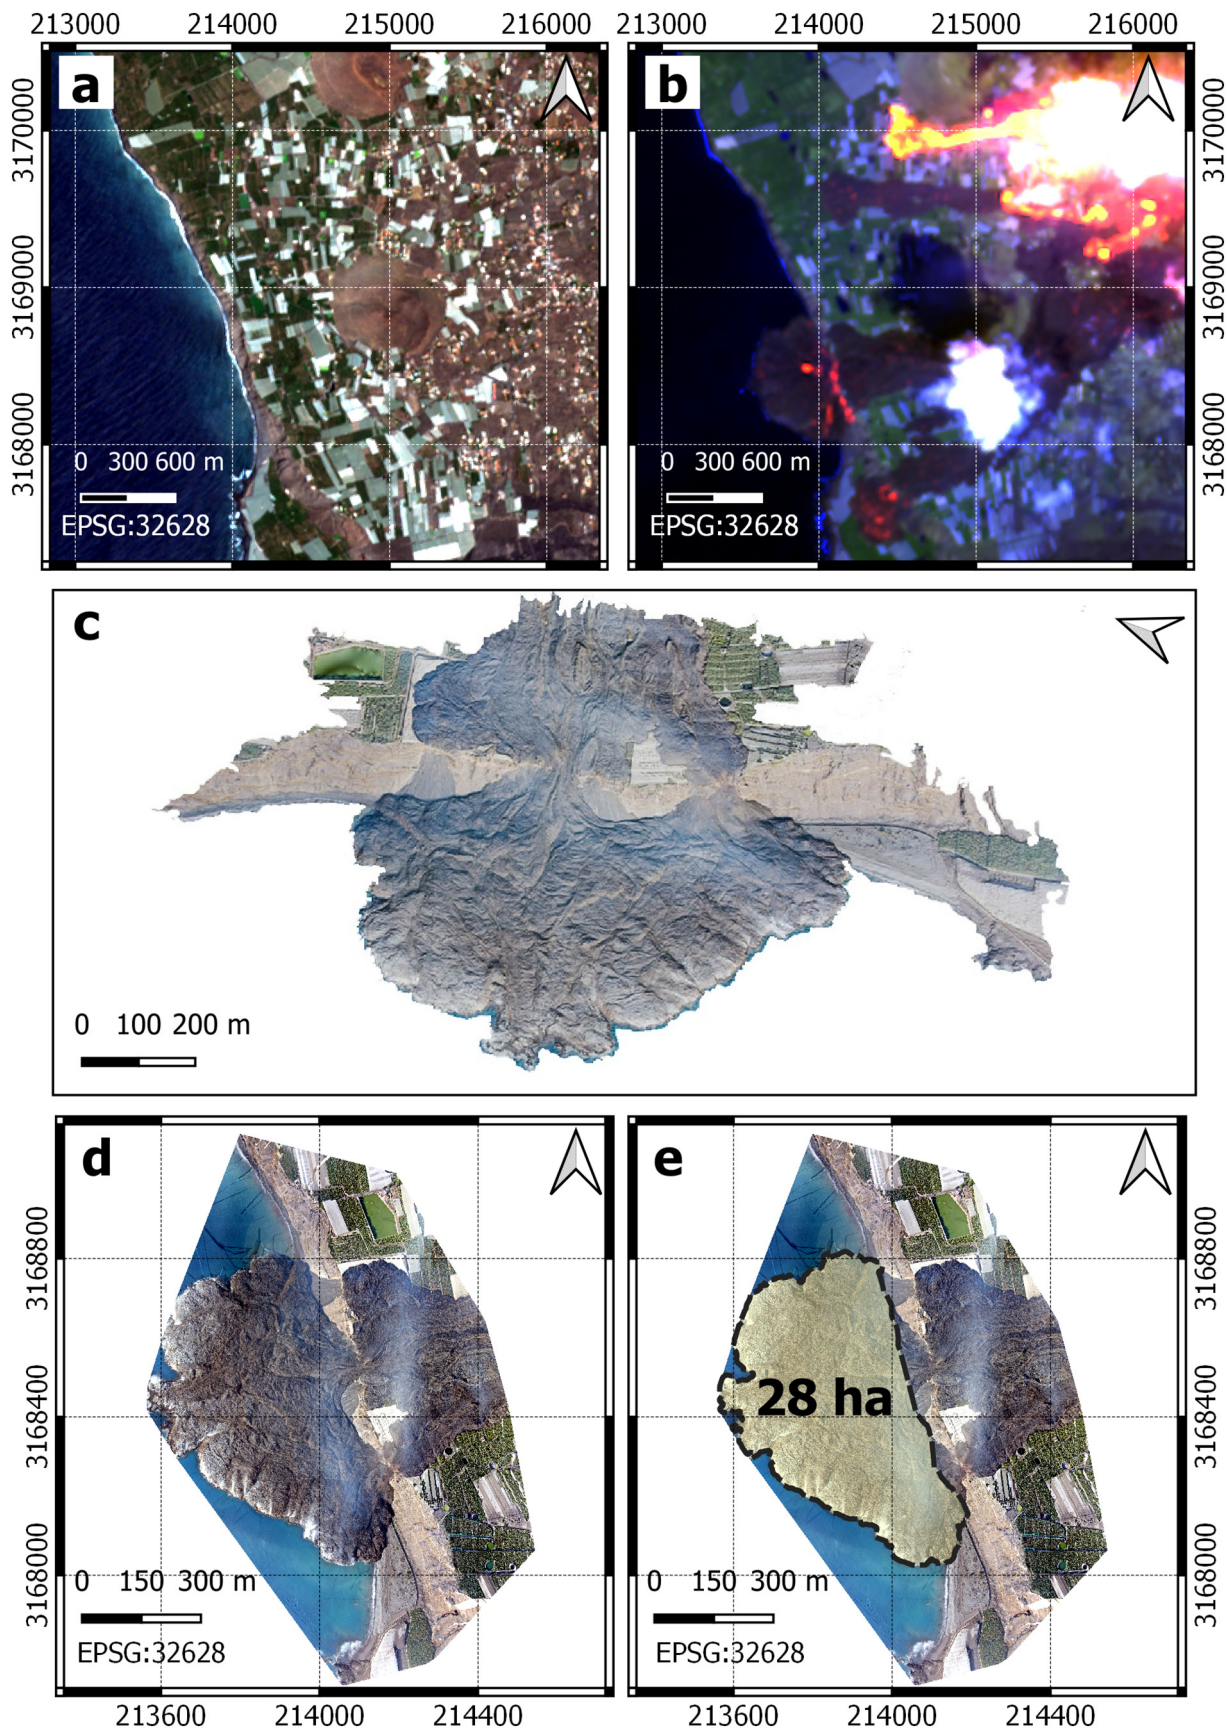 213000 214000 215000 216000 213000 214000 215000 216000
a b
3170000 3169000 3168000
3170000 3169000 3168000
0 300 600 m
EPSG:32628
0 300 600 m
EPSG:32628
c
0 100 200 m
d e
3168800 3168400 3168000
3168800 3168400 3168000
28 ha
0 150 300 m
EPSG:32628
0 150 300 m
EPSG:32628
213600 214000 214400 213600 214000 214400